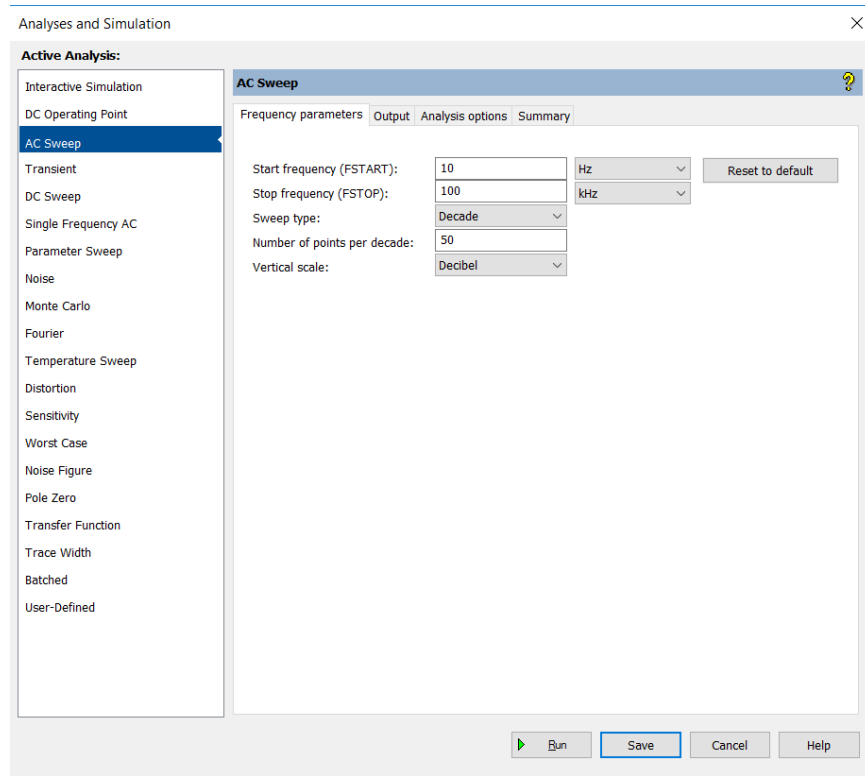 Analyses and Simulation
Active Analysis:
Interactive Simulation
DC Operating Point
AC Sweep
Transient
DC Sweep
Single Frequency AC
Parameter Sweep
Noise
Monte Carlo
Fourier
Temperature Sweep
Distortion
Sensitivity
Worst Case
Noise Figure
Pole Zero
Transfer Function
Trace Width
Batched
User-Defined
AC Sweep
Frequency parameters Output Analysis options Summary
Start frequency (FSTART): 10 Hz Reset to default
Stop frequency (FSTOP): 100 kHz
Sweep type: Decade
Number of points per decade: 50
Vertical scale: Decibel
Run Save Cancel Help